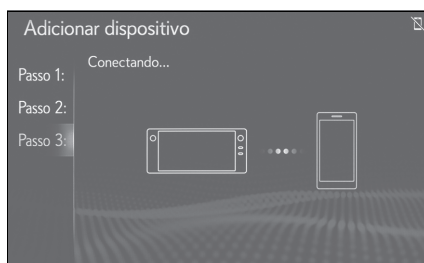 Adicionar dispositivo
Conectando...
Passo 1:
Passo 2:
Passo 3: